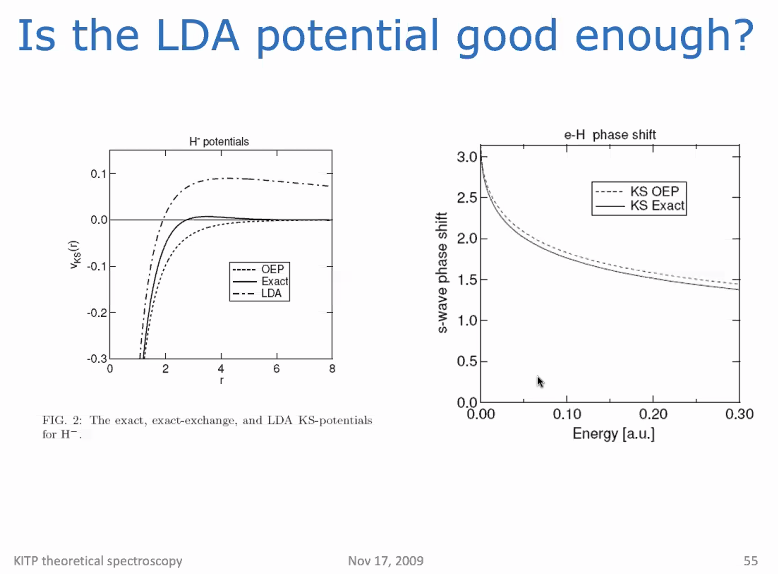 Is the LDA potential good enough?
H⁻ potentials
0.1
0.0
-0.1
-0.2
-0.3
v_KS(r)
OEP
Exact
LDA
0 2 4 6 8
r
FIG. 2: The exact, exact-exchange, and LDA KS-potentials
for H⁻.
e-H phase shift
3.0
2.5
2.0
1.5
1.0
0.5
0.0
s-wave phase shift
KS OEP
KS Exact
0.00 0.10 0.20 0.30
Energy [a.u.]
KITP theoretical spectroscopy Nov 17, 2009 55